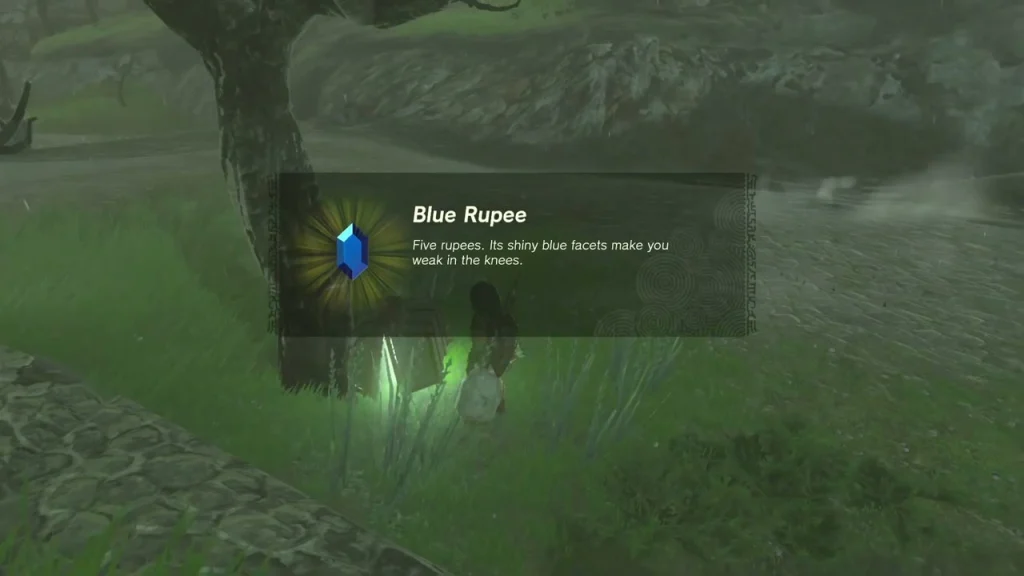 Blue Rupee
Five rupees. Its shiny blue facets make you
weak in the knees.